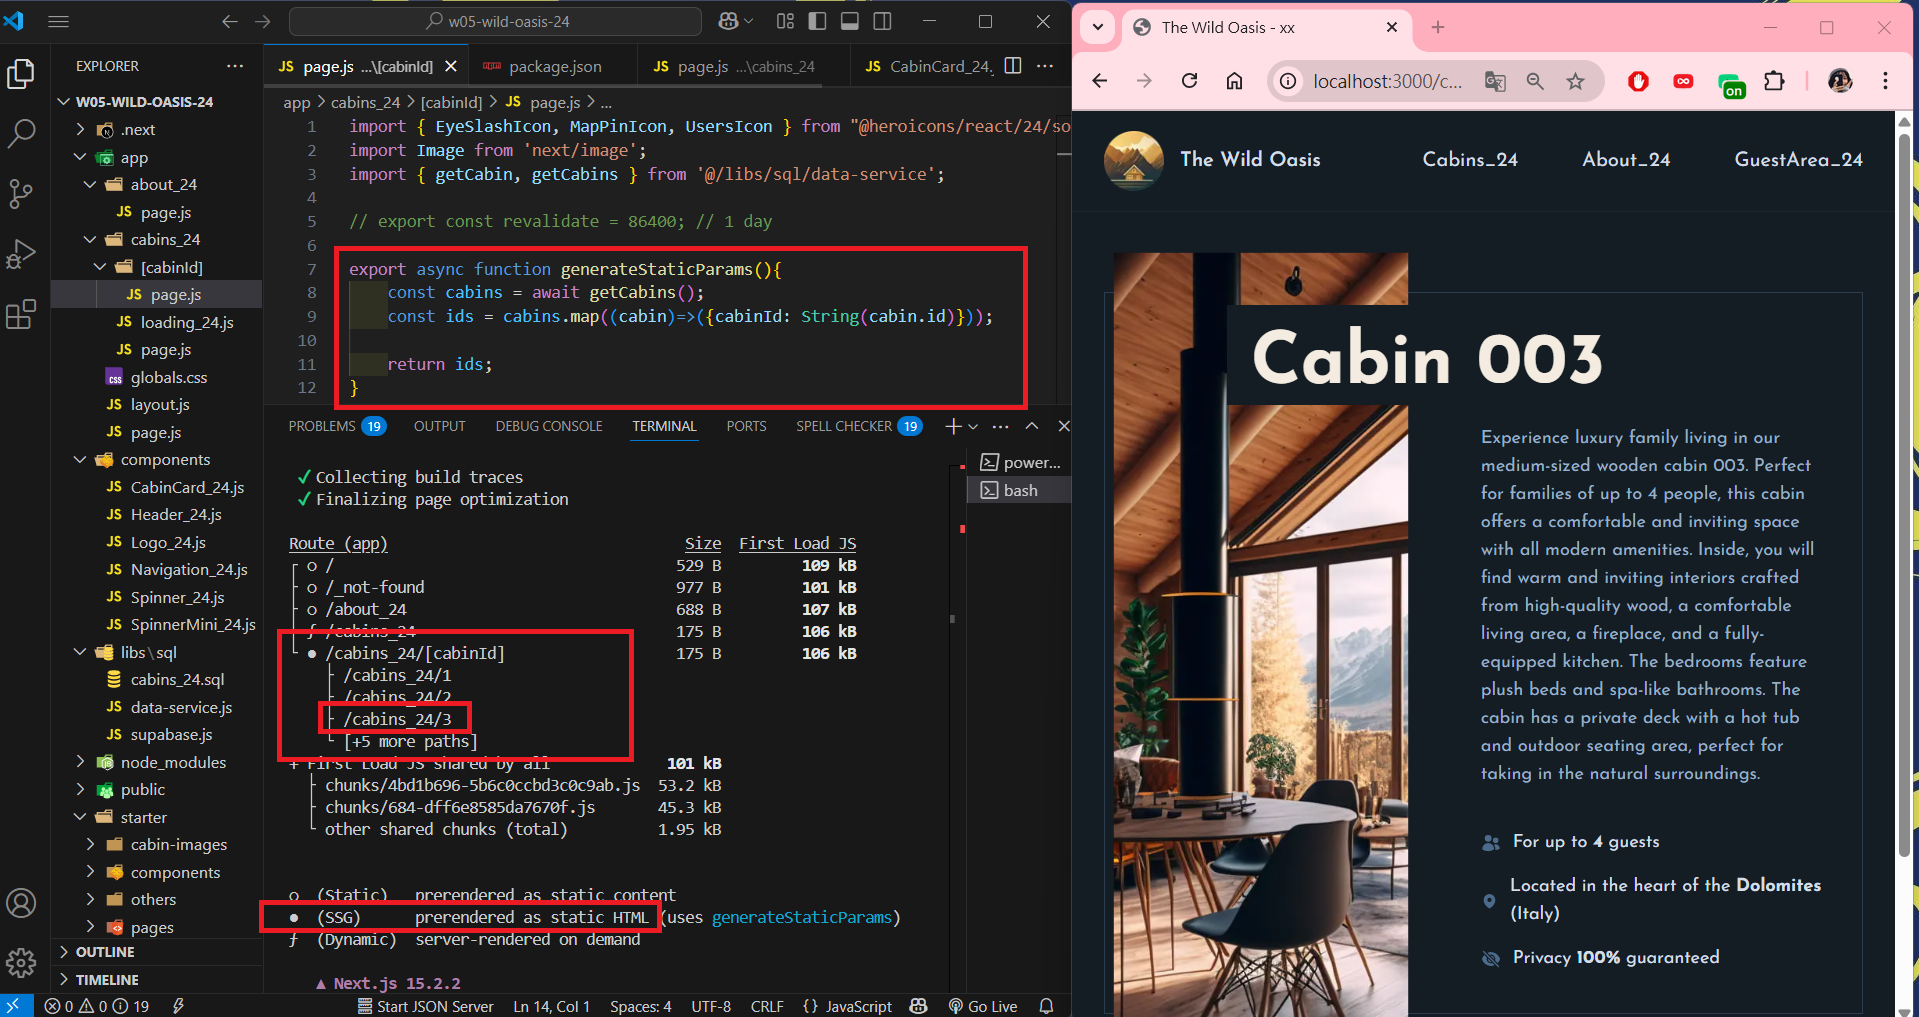 w05-wild-oasis-24
EXPLORER
W05-WILD-OASIS-24
.next
app
about_24
JS page.js
cabins_24
[cabinId]
JS page.js
JS loading_24.js
JS page.js
css globals.css
JS layout.js
JS page.js
components
JS CabinCard_24.js
JS Header_24.js
JS Logo_24.js
JS Navigation_24.js
JS Spinner_24.js
JS SpinnerMini_24.js
libs\sql
cabins_24.sql
JS data-service.js
JS supabase.js
node_modules
public
starter
cabin-images
components
others
pages
OUTLINE
TIMELINE
JS page.js ...\[cabinId]
package.json
JS page.js ...\cabins_24
JS CabinCard_24.
app > cabins_24 > [cabinId] > JS page.js > ...
1 import { EyeSlashIcon, MapPinIcon, UsersIcon } from "@heroicons/react/24/so
2 import Image from 'next/image';
3 import { getCabin, getCabins } from '@/libs/sql/data-service';
4
5 // export const revalidate = 86400; // 1 day
6
7 export async function generateStaticParams(){
8 const cabins = await getCabins();
9 const ids = cabins.map((cabin)=>({cabinId: String(cabin.id)}));
10
11 return ids;
12 }
PROBLEMS 19 OUTPUT DEBUG CONSOLE TERMINAL PORTS SPELL CHECKER 19
power...
bash
✓ Collecting build traces
✓ Finalizing page optimization
Route (app) Size First Load JS
┌ ○ / 529 B 109 kB
├ ○ /_not-found 977 B 101 kB
├ ○ /about_24 688 B 107 kB
├ ƒ /cabins_24 175 B 106 kB
└ ● /cabins_24/[cabinId] 175 B 106 kB
├ /cabins_24/1
├ /cabins_24/2
├ /cabins_24/3
└ [+5 more paths]
+ First Load JS shared by all 101 kB
├ chunks/4bd1b696-5b6c0ccbd3c0c9ab.js 53.2 kB
├ chunks/684-dff6e8585da7670f.js 45.3 kB
└ other shared chunks (total) 1.95 kB
○ (Static) prerendered as static content
● (SSG) prerendered as static HTML (uses generateStaticParams)
ƒ (Dynamic) server-rendered on demand
▲ Next.js 15.2.2
0 0 19 Start JSON Server Ln 14, Col 1 Spaces: 4 UTF-8 CRLF {} JavaScript Go Live
The Wild Oasis - xx
localhost:3000/c...
on
The Wild Oasis Cabins_24 About_24 GuestArea_24
Cabin 003
Experience luxury family living in our
medium-sized wooden cabin 003. Perfect
for families of up to 4 people, this cabin
offers a comfortable and inviting space
with all modern amenities. Inside, you will
find warm and inviting interiors crafted
from high-quality wood, a comfortable
living area, a fireplace, and a fully-
equipped kitchen. The bedrooms feature
plush beds and spa-like bathrooms. The
cabin has a private deck with a hot tub
and outdoor seating area, perfect for
taking in the natural surroundings.
For up to 4 guests
Located in the heart of the Dolomites
(Italy)
Privacy 100% guaranteed